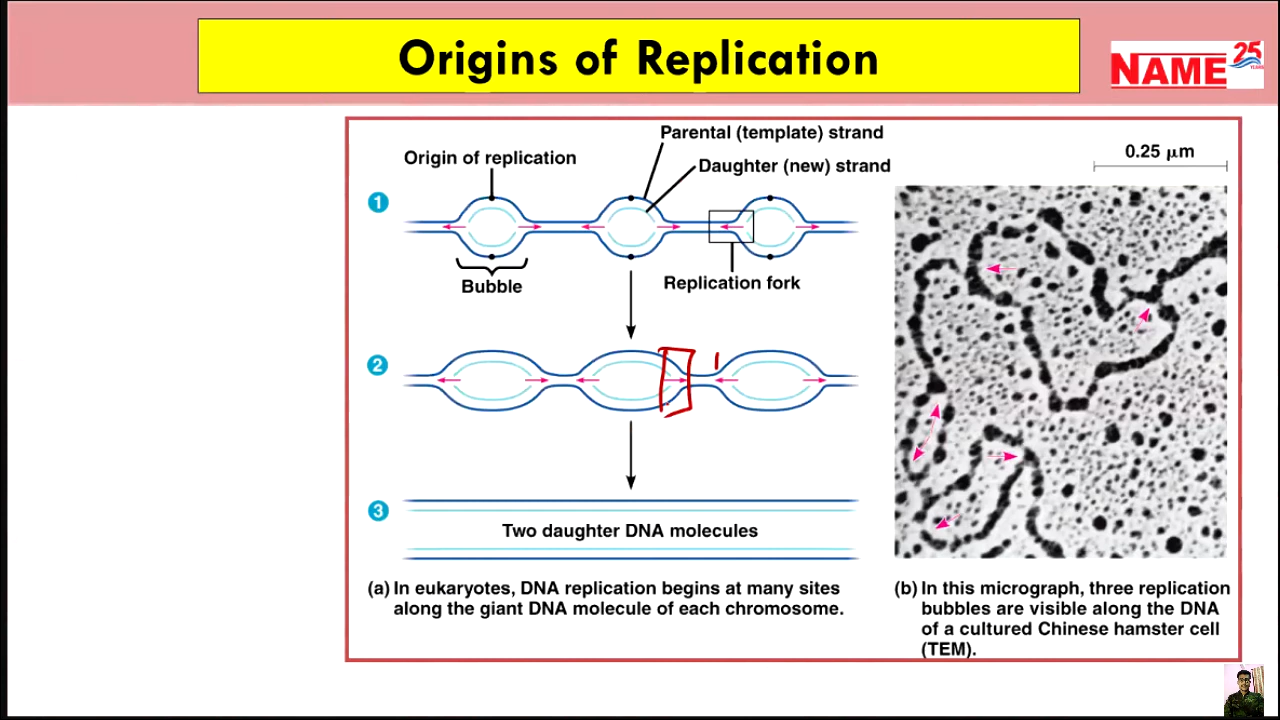 Origins of Replication
NAME 25
YEARS
Parental (template) strand
Origin of replication
Daughter (new) strand
0.25 μm
1
Bubble
Replication fork
2
3
Two daughter DNA molecules
(a) In eukaryotes, DNA replication begins at many sites
along the giant DNA molecule of each chromosome.
(b) In this micrograph, three replication
bubbles are visible along the DNA
of a cultured Chinese hamster cell
(TEM).